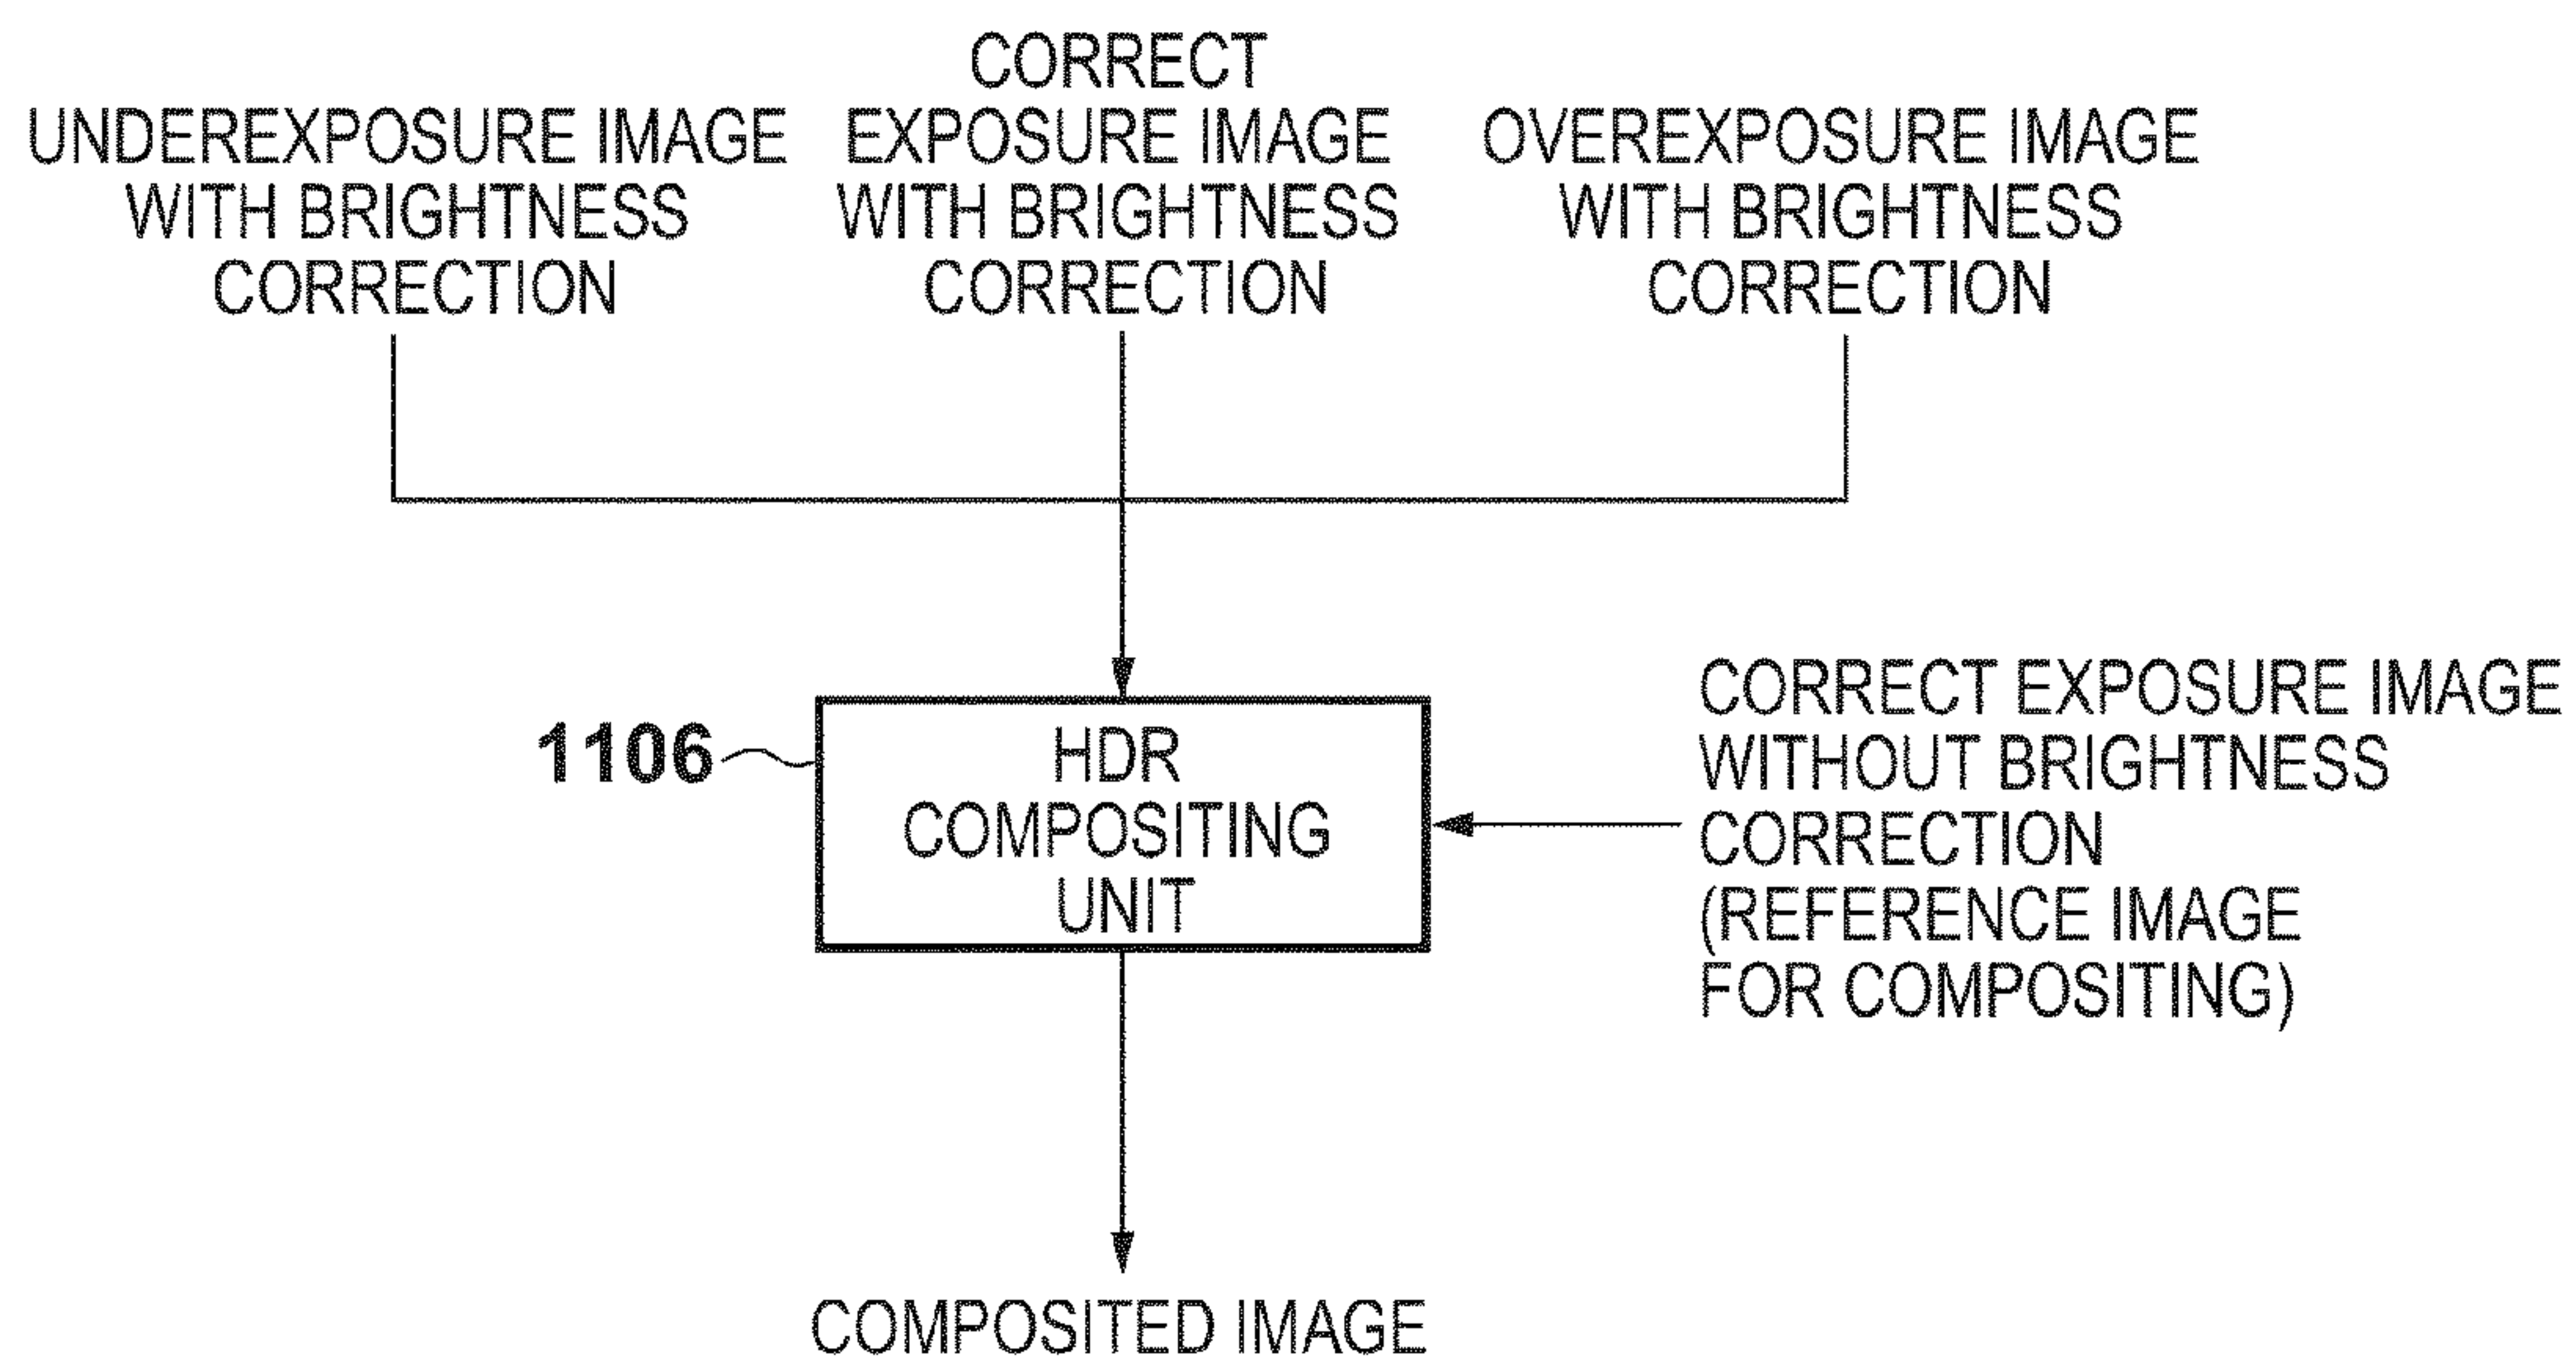 UNDEREXPOSURE IMAGE
WITH BRIGHTNESS
CORRECTION
CORRECT
EXPOSURE IMAGE
WITH BRIGHTNESS
CORRECTION
OVEREXPOSURE IMAGE
WITH BRIGHTNESS
CORRECTION
1106
HDR
COMPOSITING
UNIT
CORRECT EXPOSURE IMAGE
WITHOUT BRIGHTNESS
CORRECTION
(REFERENCE IMAGE
FOR COMPOSITING)
COMPOSITED IMAGE